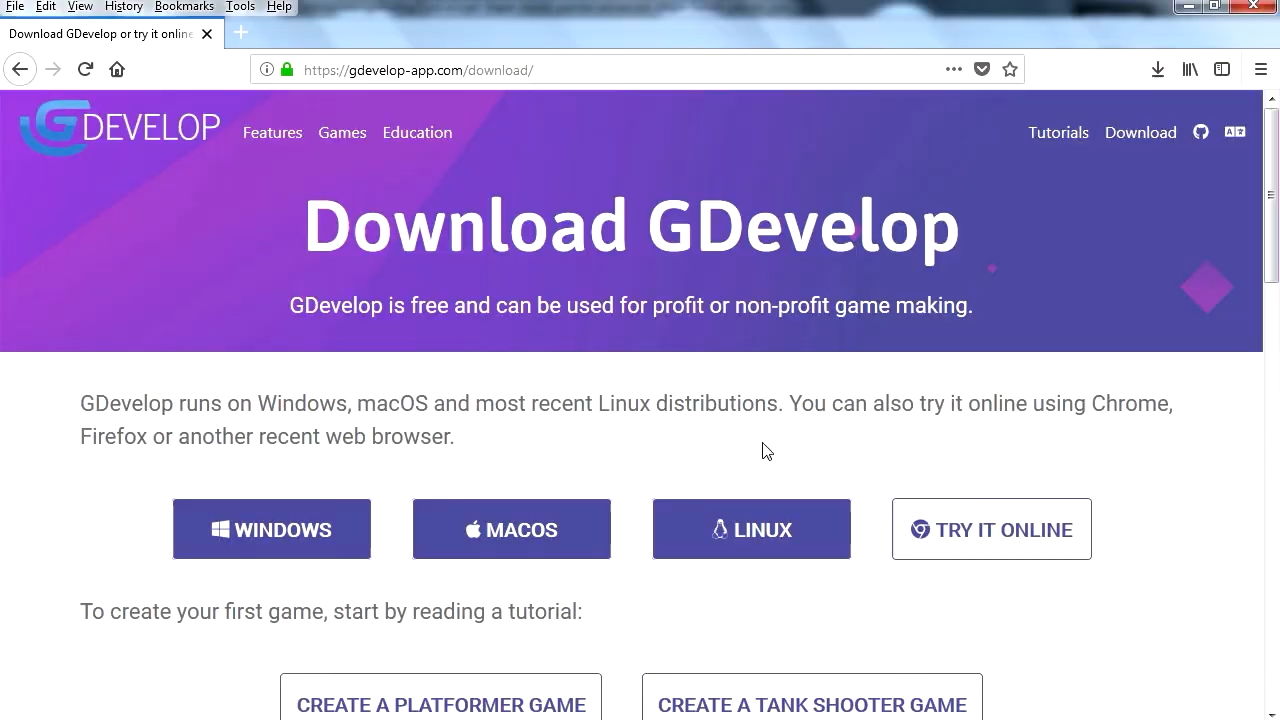 File Edit View History Bookmarks Tools Help
Download GDevelop or try it online
https://gdevelop-app.com/download/
GDEVELOP Features Games Education Tutorials Download
Download GDevelop
GDevelop is free and can be used for profit or non-profit game making.
GDevelop runs on Windows, macOS and most recent Linux distributions. You can also try it online using Chrome,
Firefox or another recent web browser.
WINDOWS MACOS LINUX TRY IT ONLINE
To create your first game, start by reading a tutorial:
CREATE A PLATFORMER GAME CREATE A TANK SHOOTER GAME